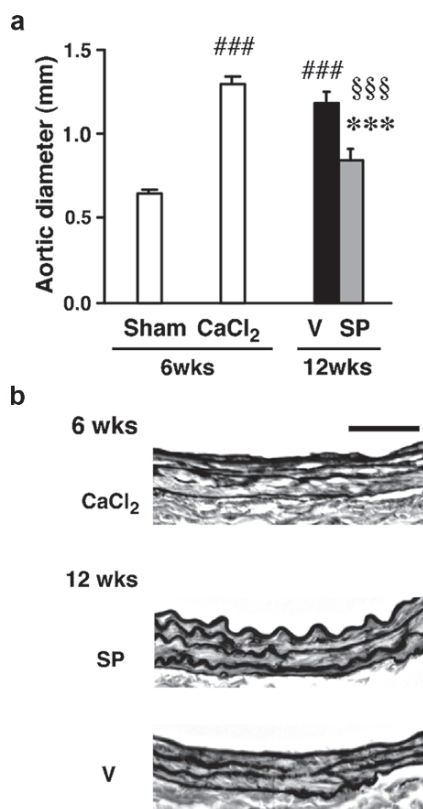 a
Aortic diameter (mm)
1.5
1.0
0.5
0.0
###
###
§§§
***
Sham CaCl₂ V SP
6wks 12wks
b
6 wks
CaCl₂
12 wks
SP
V